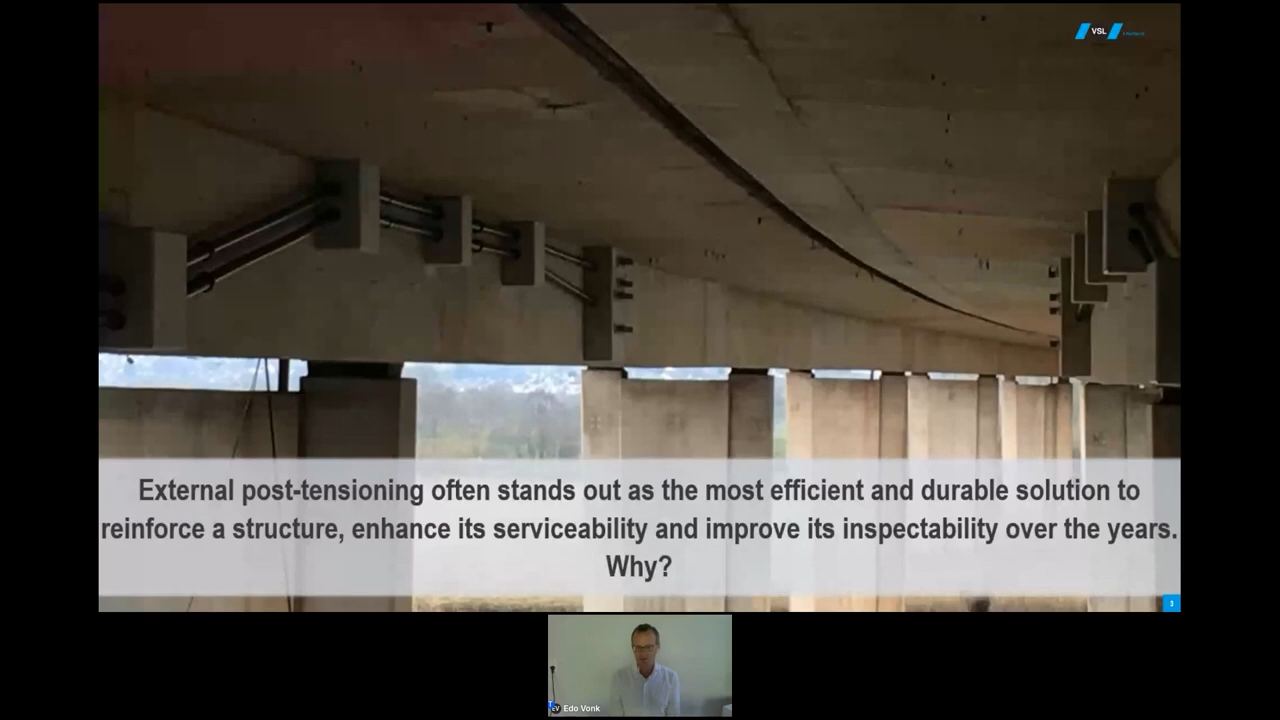 VSL
External post-tensioning often stands out as the most efficient and durable solution to
reinforce a structure, enhance its serviceability and improve its inspectability over the years.
Why?
3
EV Edo Vonk